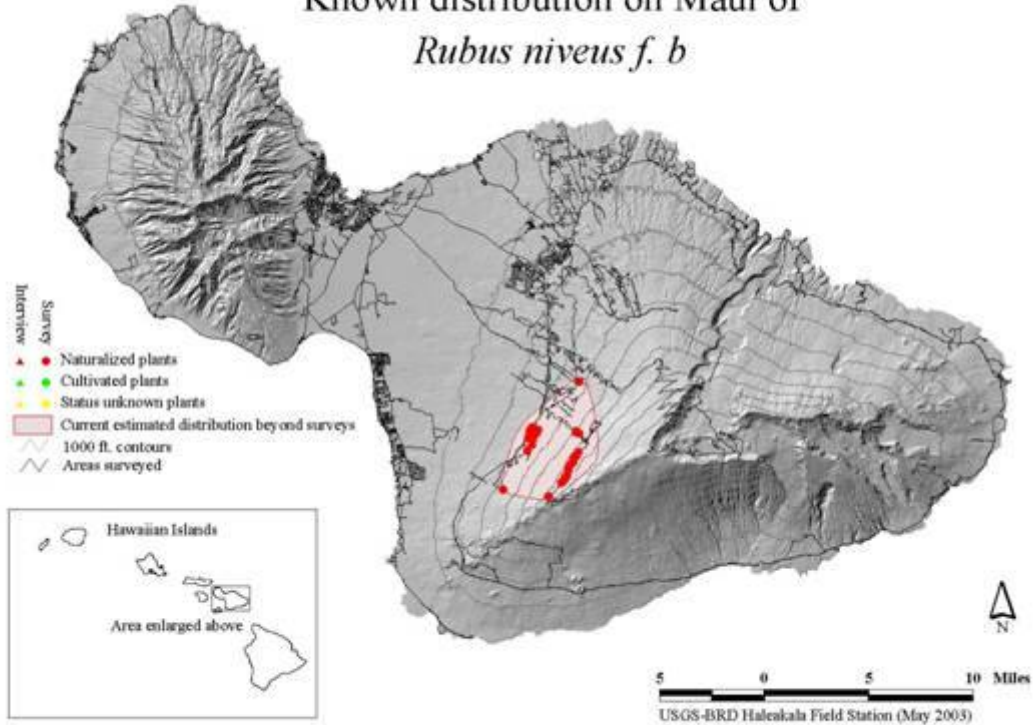 Known distribution on Maui of
Rubus niveus f. b
Interview
Survey
Naturalized plants
Cultivated plants
Status unknown plants
Current estimated distribution beyond surveys
1000 ft. contours
Areas surveyed
Hawaiian Islands
Area enlarged above
N
5 0 5 10 Miles
USGS-BRD Haleakala Field Station (May 2003)